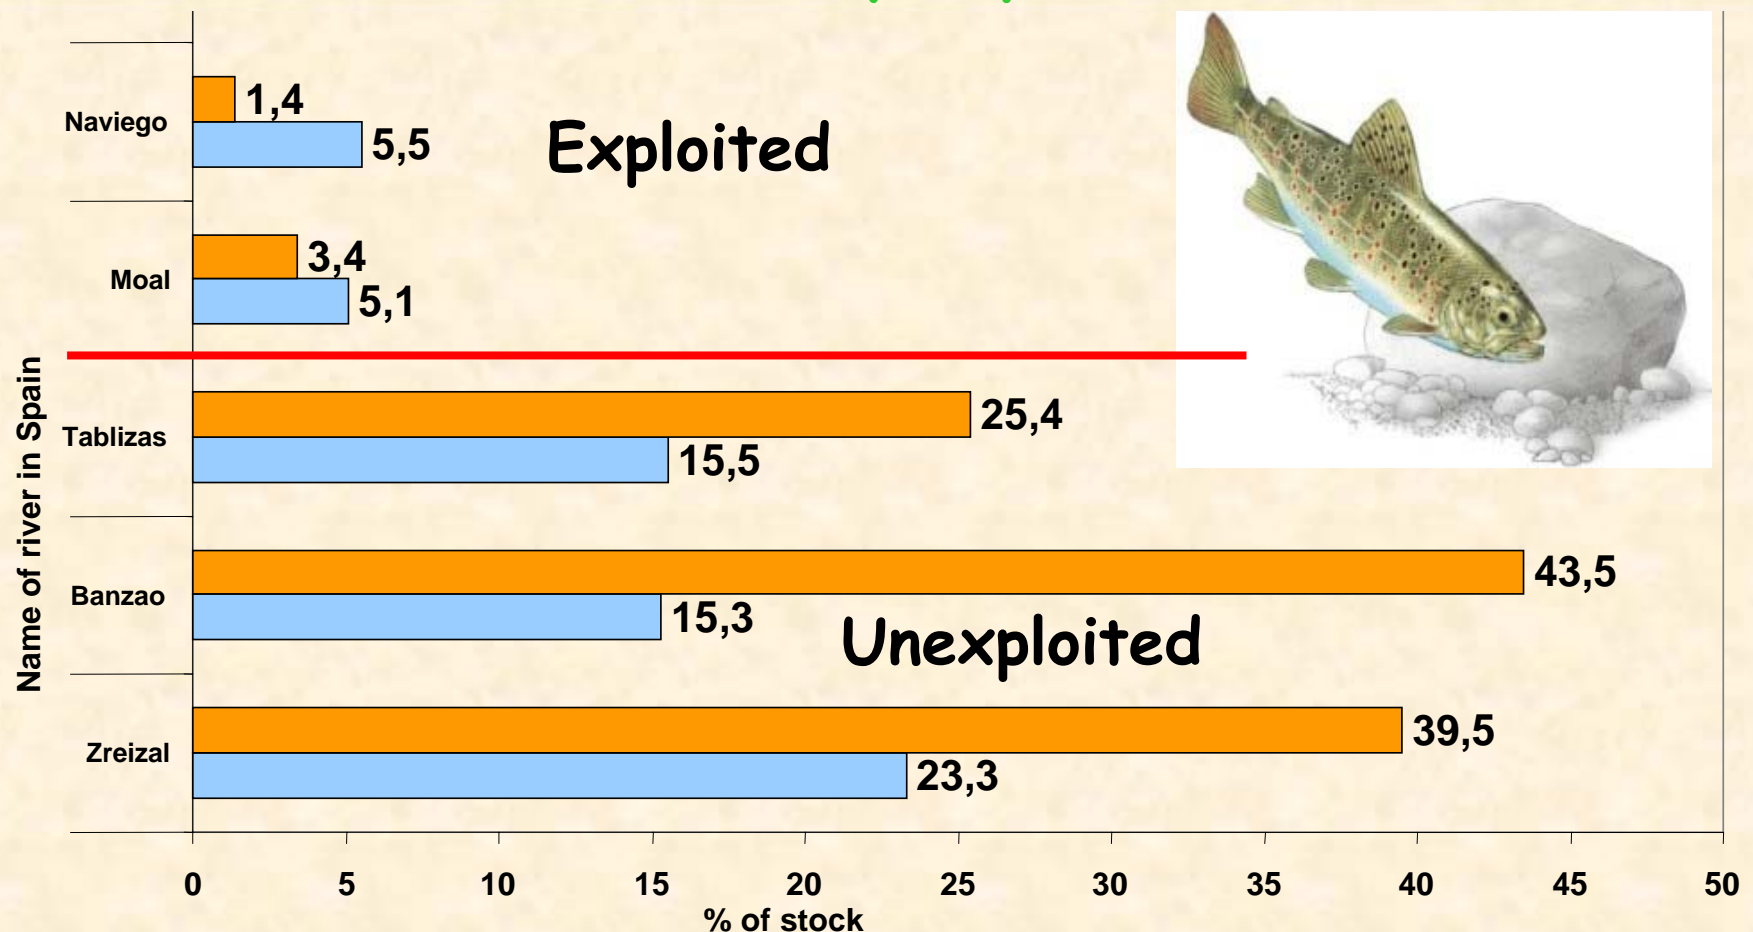 Naviego
1,4
5,5
Exploited
Moal
3,4
5,1
Name of river in Spain
Tablizas
25,4
15,5
Banzao
43,5
15,3
Unexploited
Zreizal
39,5
23,3
0 5 10 15 20 25 30 35 40 45 50
% of stock